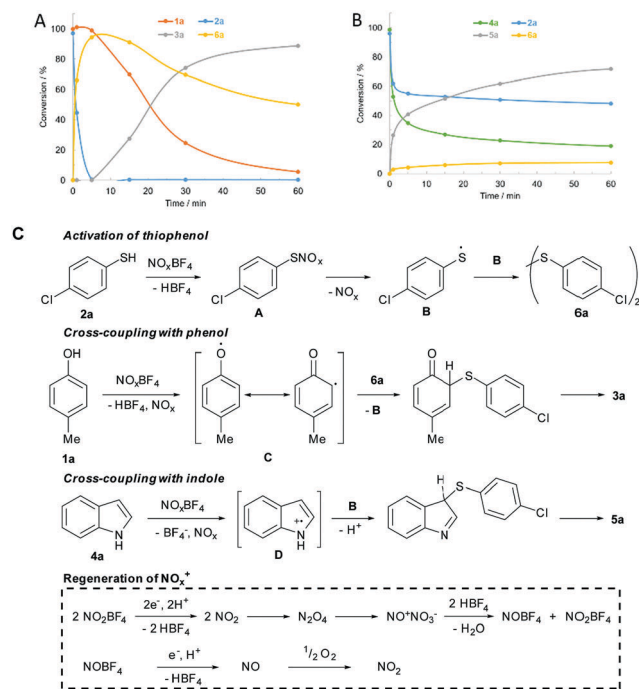 A
1a 2a
3a 6a
Conversion / %
100
80
60
40
20
0
0 10 20 30 40 50 60
Time / min
B
4a 2a
5a 6a
Conversion / %
100
80
60
40
20
0
0 10 20 30 40 50 60
Time / min
C
Activation of thiophenol
SH
Cl
2a
NOxBF4
- HBF4
SNOx
Cl
A
-NOx
S
Cl
B
B
S
Cl
2
6a
Cross-coupling with phenol
OH
Me
1a
NOxBF4
- HBF4, NOx
O
Me
O
Me
C
6a
- B
O
H
S
Cl
Me
3a
Cross-coupling with indole
N
H
4a
NOxBF4
- BF4-, NOx
+•
N
H
D
B
- H+
H
S
Cl
N
5a
Regeneration of NOx+
2 NO2BF4 2e-, 2H+ - 2 HBF4 2 NO2 N2O4 NO+NO3- 2 HBF4 - H2O NOBF4 + NO2BF4
NOBF4 e-, H+ -HBF4 NO 1/2 O2 NO2